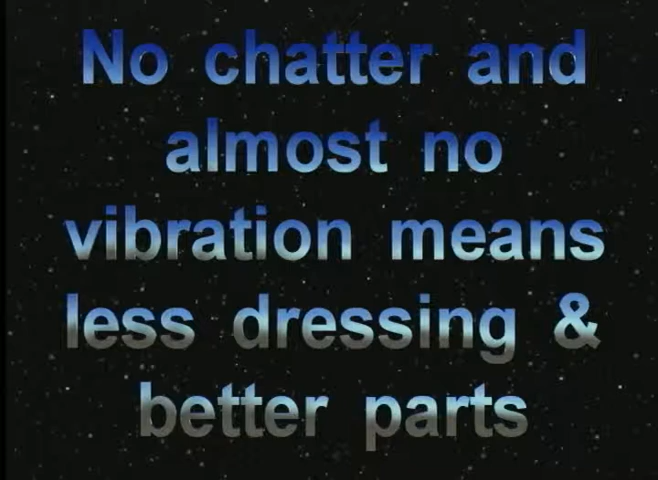 No chatter and
almost no
vibration means
less dressing &
better parts